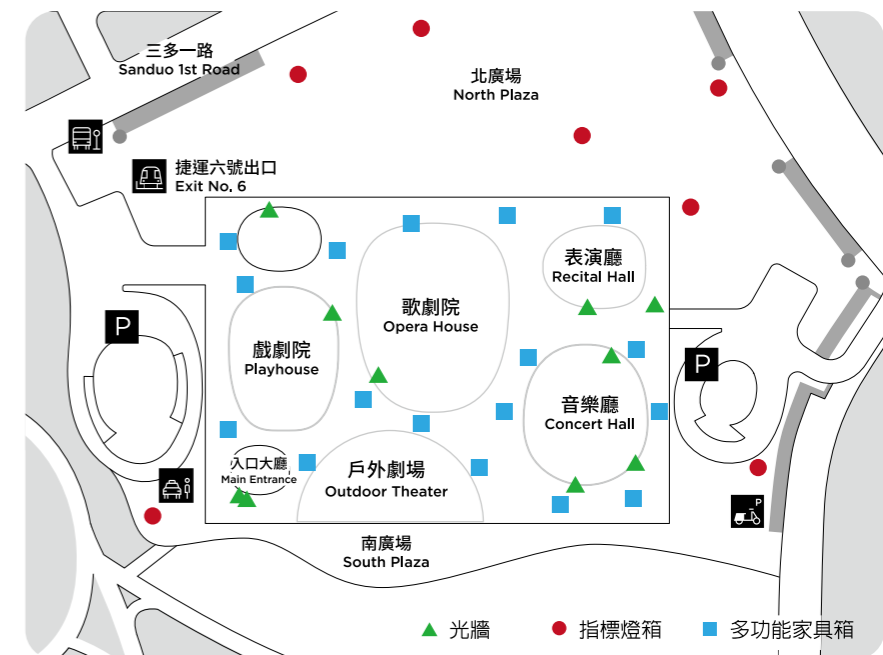 三多一路
Sanduo 1st Road
北廣場
North Plaza
捷運六號出口
Exit No. 6
表演廳
Recital Hall
歌劇院
Opera House
P
戲劇院
Playhouse
P
音樂廳
Concert Hall
入口大廳
Main Entrance
戶外劇場
Outdoor Theater
P
南廣場
South Plaza
光牆
指標燈箱
多功能家具箱